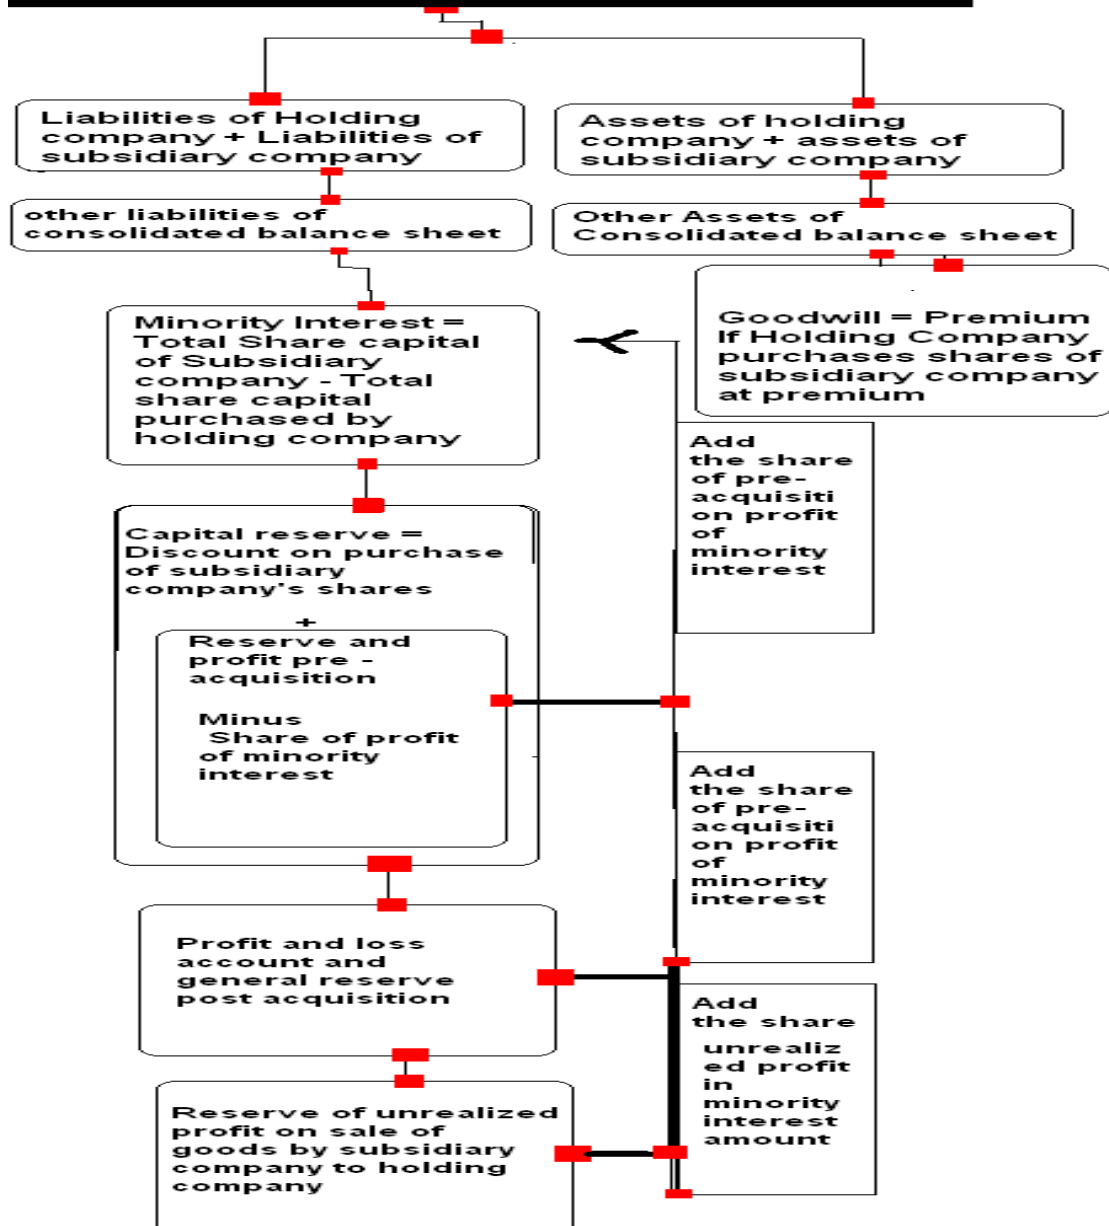 Liabilities of Holding
company + Liabilities of
subsidiary company
Assets of holding
company + assets of
subsidiary company
other liabilities of
consolidated balance sheet
Other Assets of
Consolidated balance sheet
Minority Interest =
Total Share capital
of Subsidiary
company - Total
share capital
purchased by
holding company
Goodwill = Premium
If Holding Company
purchases shares of
subsidiary company
at premium
Add
the share
of pre-
acquisiti
on profit
of
minority
interest
Capital reserve =
Discount on purchase
of subsidiary
company's shares
+
Reserve and
profit pre -
acquisition
Minus
Share of profit
of minority
interest
Add
the share
of pre-
acquisiti
on profit
of
minority
interest
Profit and loss
account and
general reserve
post acquisition
Add
the share
unrealiz
ed profit
in
minority
interest
amount
Reserve of unrealized
profit on sale of
goods by subsidiary
company to holding
company